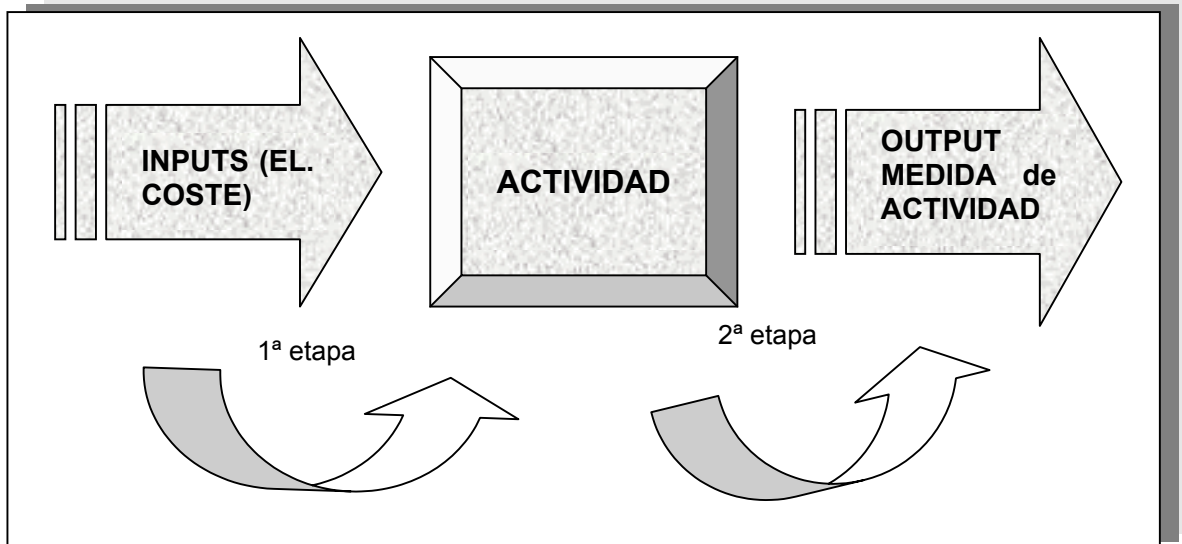 INPUTS (EL.
COSTE)
ACTIVIDAD
OUTPUT
MEDIDA de
ACTIVIDAD
1ª etapa
2ª etapa